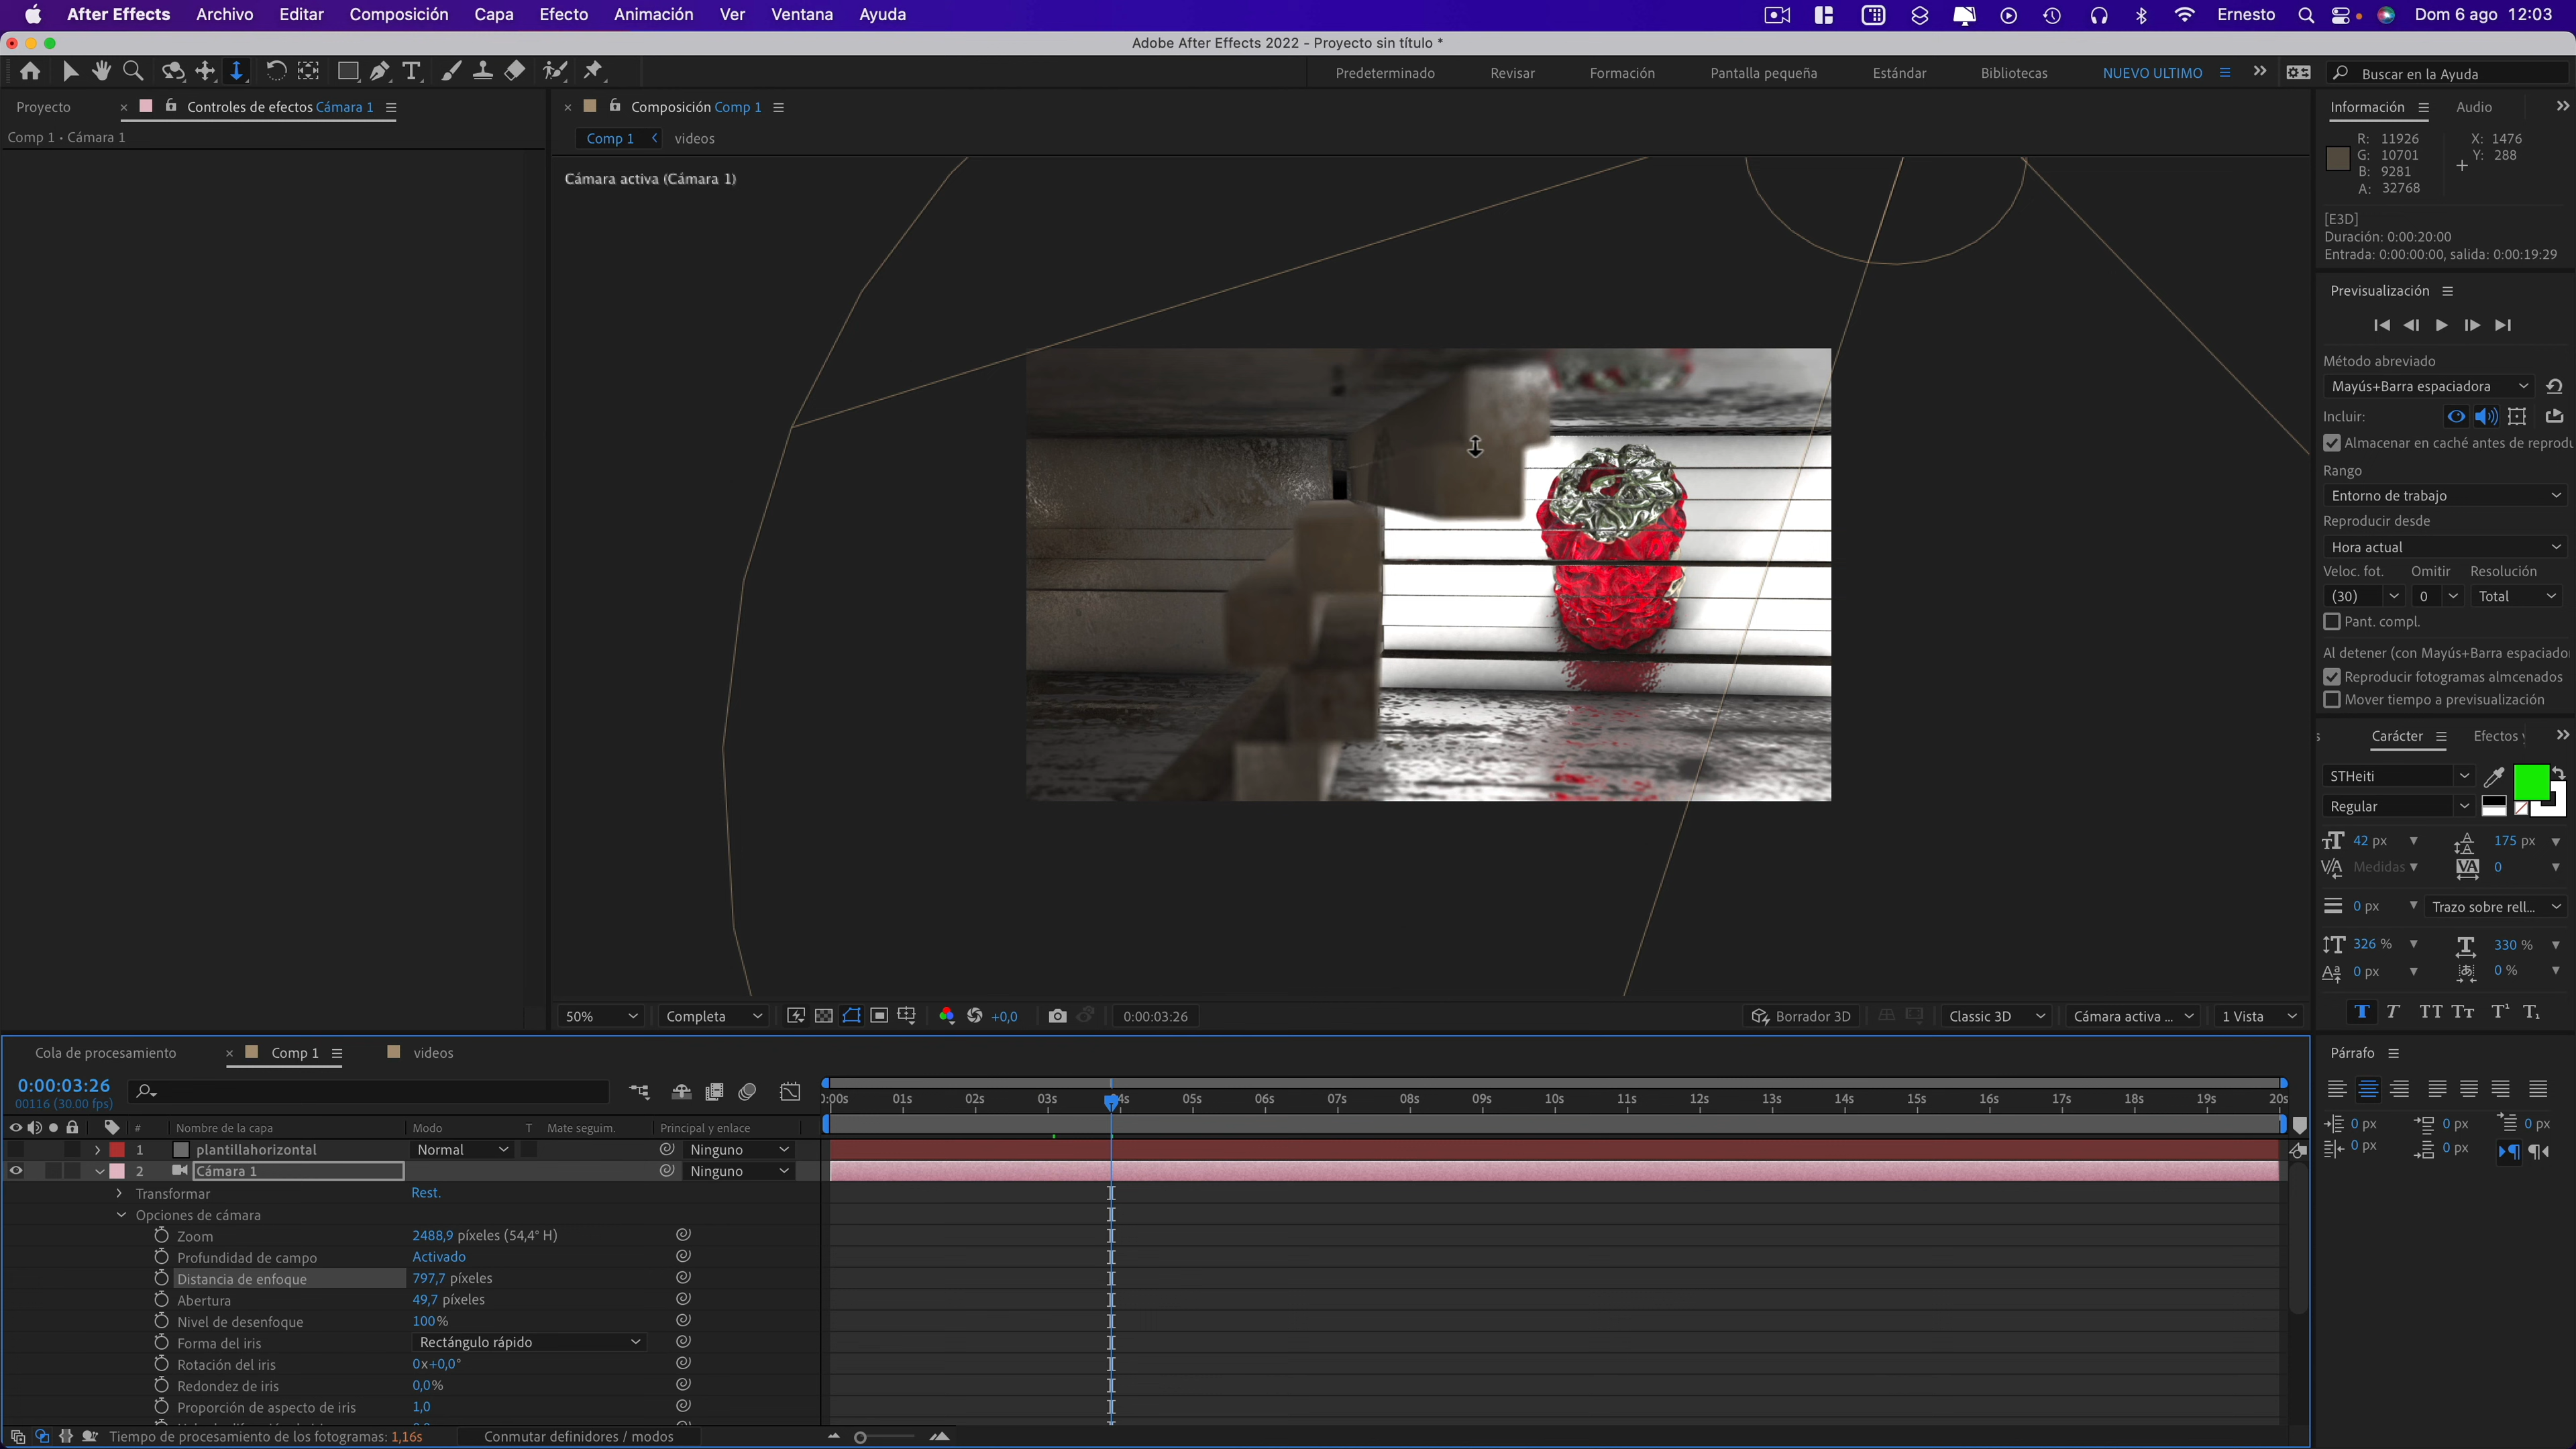 After Effects Archivo Editar Composición Capa Efecto Animación Ver Ventana Ayuda
Ernesto Dom 6 ago 12:03
Adobe After Effects 2022 - Proyecto sin título *
Predeterminado Revisar Formación Pantalla pequeña Estándar Bibliotecas NUEVO ULTIMO Buscar en la Ayuda
Proyecto × Controles de efectos Cámara 1
× Composición Comp 1
Comp 1 • Cámara 1
Comp 1 videos
Cámara activa (Cámara 1)
Información Audio
R: 11926 X: 1476
G: 10701 Y: 288
B: 9281
A: 32768
[E3D]
Duración: 0:00:20:00
Entrada: 0:00:00:00, salida: 0:00:19:29
Previsualización
Método abreviado
Mayús+Barra espaciadora
Incluir:
Almacenar en caché antes de reprodu
Rango
Entorno de trabajo
Reproducir desde
Hora actual
Veloc. fot. Omitir Resolución
(30) 0 Total
Pant. compl.
Al detener (con Mayús+Barra espaciado
Reproducir fotogramas almcenados
Mover tiempo a previsualización
Carácter Efectos y
STHeiti
Regular
42 px 175 px
Medidas 0
0 px Trazo sobre rell...
326 % 330 %
0 px 0 %
T T TT Tt T¹ T₁
Párrafo
0 px 0 px 0 px
0 px 0 px
50% Completa +0,0 0:00:03:26 Borrador 3D Classic 3D Cámara activa ... 1 Vista
Cola de procesamiento × Comp 1 videos
0:00:03:26
00116 (30.00 fps)
0:00s 01s 02s 03s 04s 05s 06s 07s 08s 09s 10s 11s 12s 13s 14s 15s 16s 17s 18s 19s 20s
# Nombre de la capa Modo T Mate seguim. Principal y enlace
1 plantillahorizontal Normal Ninguno
2 Cámara 1 Ninguno
Transformar Rest.
Opciones de cámara
Zoom 2488,9 píxeles (54,4° H)
Profundidad de campo Activado
Distancia de enfoque 797,7 píxeles
Abertura 49,7 píxeles
Nivel de desenfoque 100%
Forma del iris Rectángulo rápido
Rotación del iris 0x+0,0°
Redondez de iris 0,0%
Proporción de aspecto de iris 1,0
Tiempo de procesamiento de los fotogramas: 1,16s Conmutar definidores / modos